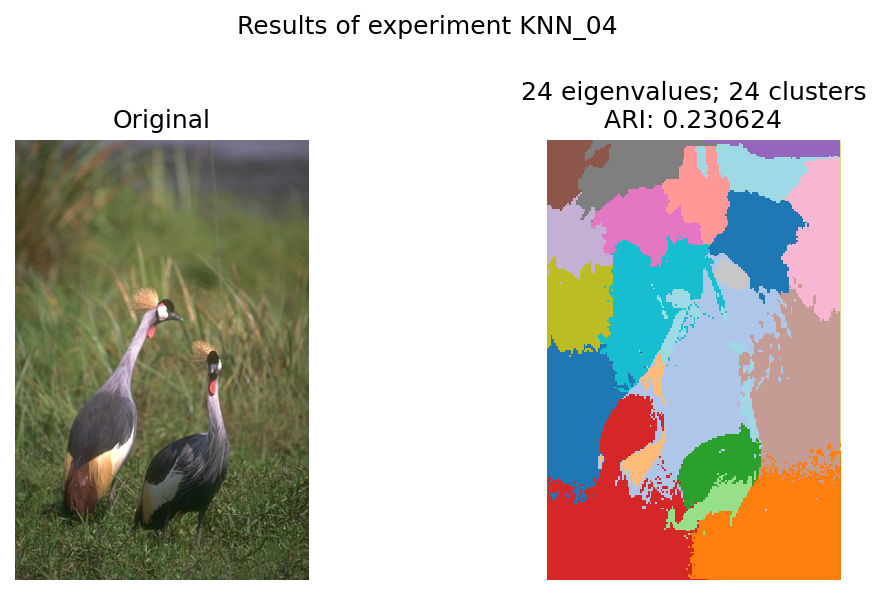 Results of experiment KNN_04
Original
24 eigenvalues; 24 clusters
ARI: 0.230624